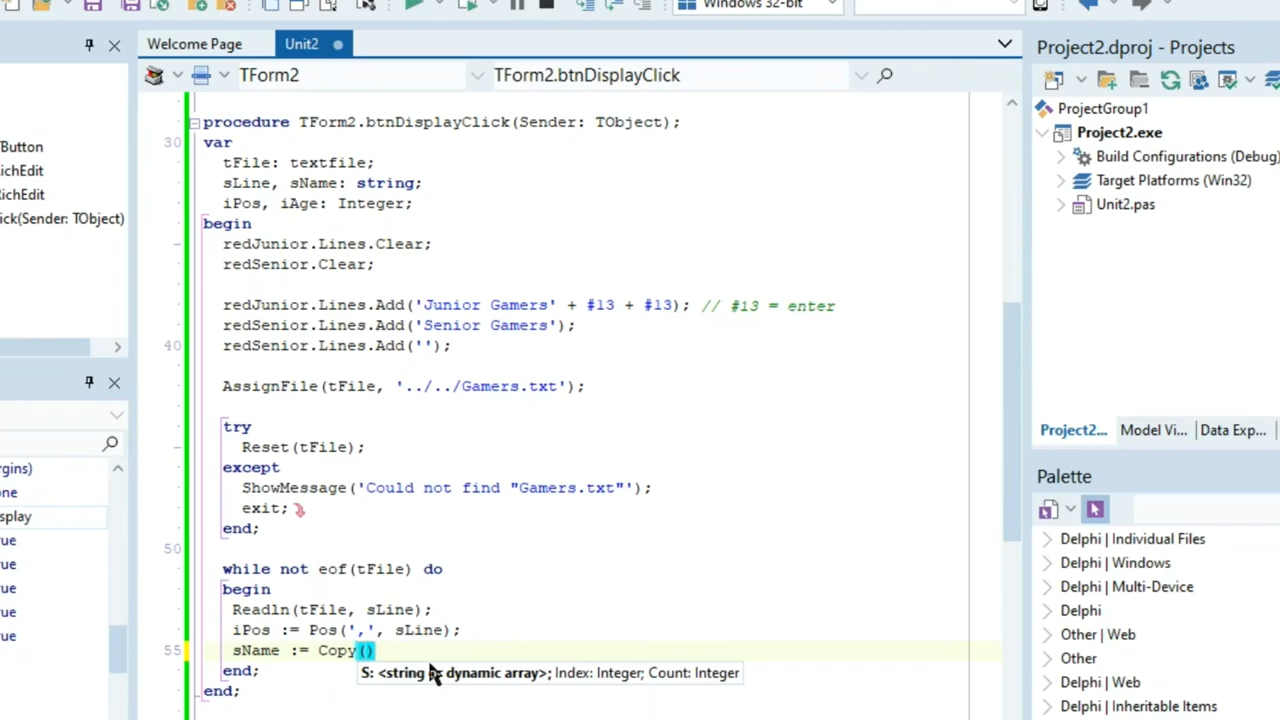 Windows 32-bit
Welcome Page
Unit2
Project2.dproj - Projects
TForm2
TForm2.btnDisplayClick
ProjectGroup1
Project2.exe
Build Configurations (Debug)
Target Platforms (Win32)
Unit2.pas
Button
RichEdit
RichEdit
ick(Sender: TObject)
procedure TForm2.btnDisplayClick(Sender: TObject);
30 var
tFile: textfile;
sLine, sName: string;
iPos, iAge: Integer;
begin
redJunior.Lines.Clear;
redSenior.Clear;
redJunior.Lines.Add('Junior Gamers' + #13 + #13); // #13 = enter
redSenior.Lines.Add('Senior Gamers');
40 redSenior.Lines.Add('');
AssignFile(tFile, '../../Gamers.txt');
try
Reset(tFile);
except
ShowMessage('Could not find "Gamers.txt"');
exit;
end;
50
while not eof(tFile) do
begin
Readln(tFile, sLine);
iPos := Pos(',', sLine);
55 sName := Copy()
end;
S: <string or dynamic array>; Index: Integer; Count: Integer
end;
rgins)
one
splay
ue
ue
ue
ue
ue
Project2... Model Vi... Data Exp...
Palette
Delphi | Individual Files
Delphi | Windows
Delphi | Multi-Device
Delphi
Other | Web
Other
Delphi | Web
Delphi | Inheritable Items